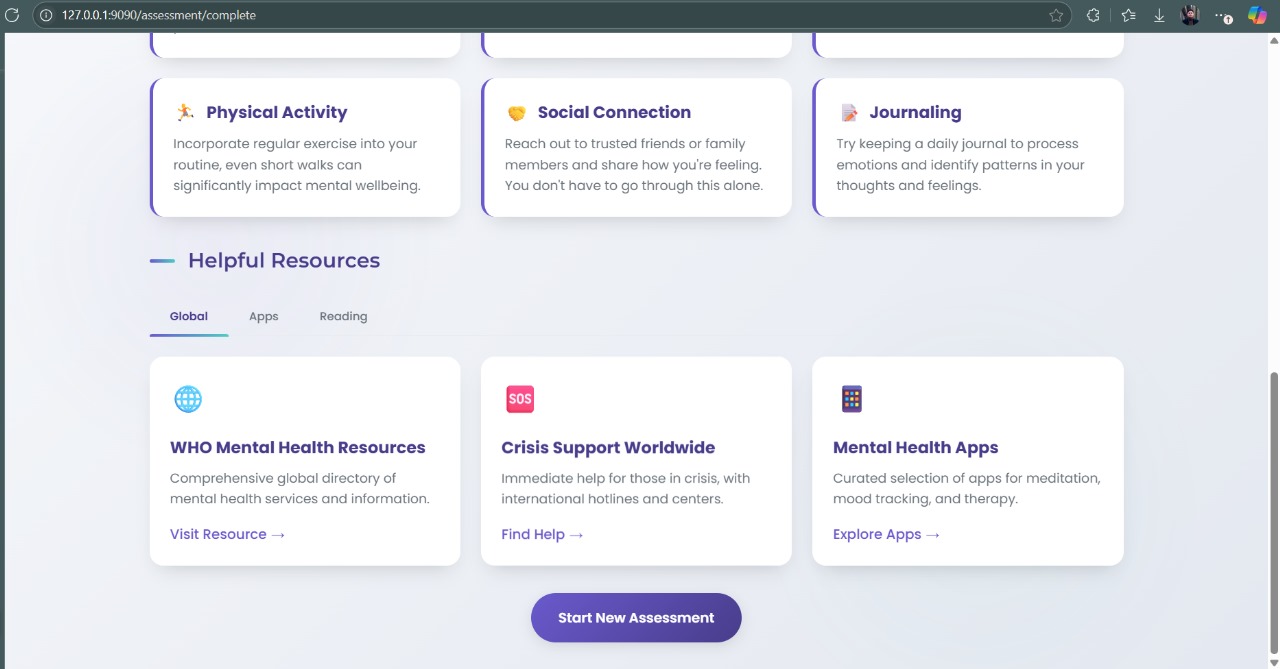 127.0.0.1:9090/assessment/complete
Physical Activity
Incorporate regular exercise into your
routine, even short walks can
significantly impact mental wellbeing.
Social Connection
Reach out to trusted friends or family
members and share how you're feeling.
You don't have to go through this alone.
Journaling
Try keeping a daily journal to process
emotions and identify patterns in your
thoughts and feelings.
Helpful Resources
Global Apps Reading
WHO Mental Health Resources
Comprehensive global directory of
mental health services and information.
Visit Resource →
SOS
Crisis Support Worldwide
Immediate help for those in crisis, with
international hotlines and centers.
Find Help →
Mental Health Apps
Curated selection of apps for meditation,
mood tracking, and therapy.
Explore Apps →
Start New Assessment